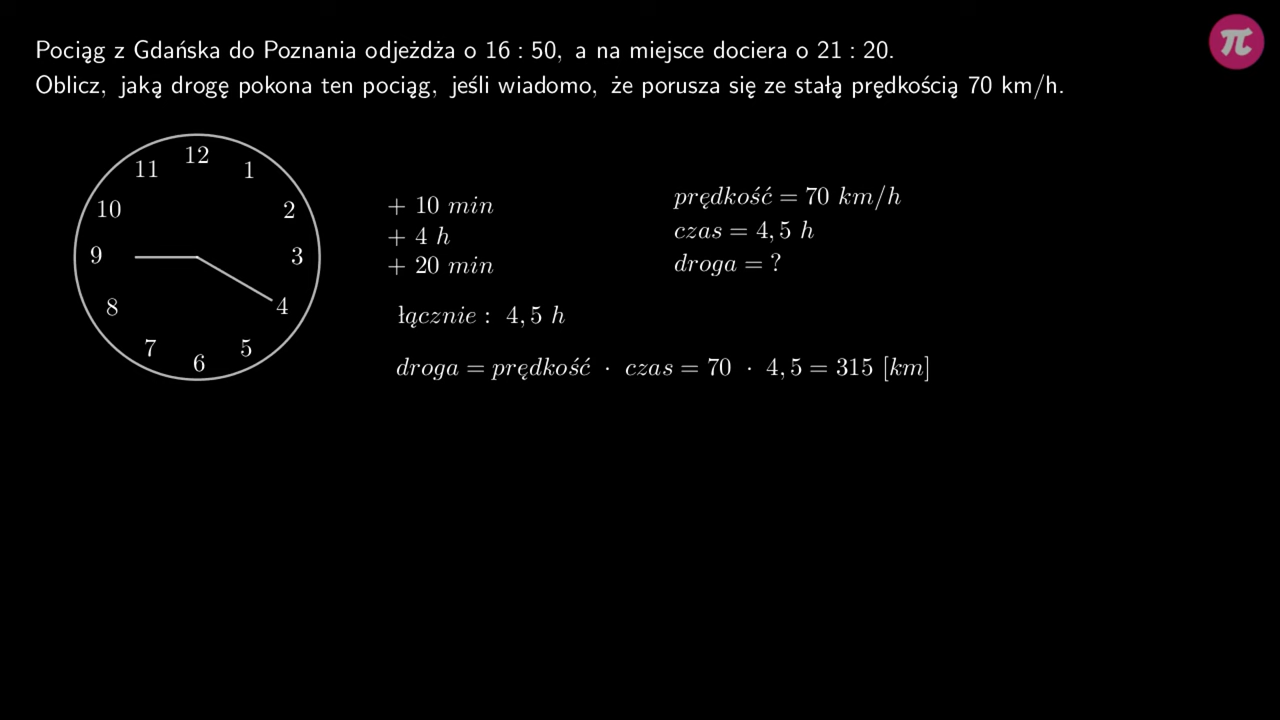 Pociąg z Gdańska do Poznania odjeżdża o 16 : 50, a na miejsce dociera o 21 : 20.
Oblicz, jaką drogę pokona ten pociąg, jeśli wiadomo, że porusza się ze stałą prędkością 70 km/h.
π
12
11
1
10
2
9
3
8
4
7
5
6
+ 10 min
+ 4 h
+ 20 min
łącznie : 4, 5 h
prędkość = 70 km/h
czas = 4, 5 h
droga = ?
droga = prędkość · czas = 70 · 4, 5 = 315 [km]